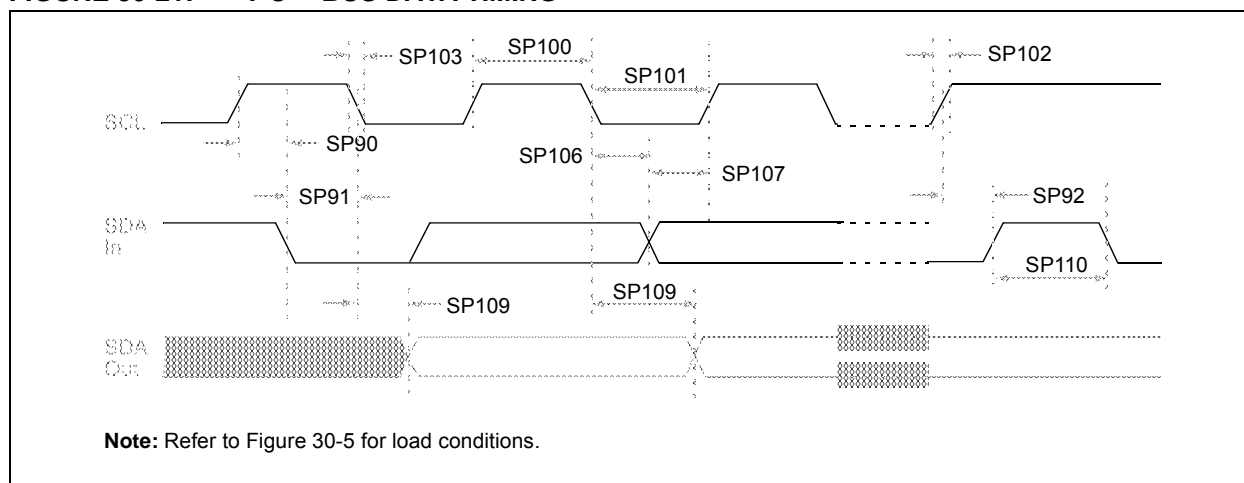 SP103
SP100
SP101
SP102
SCL
SP90
SP106
SP107
SP91
SP92
SDA
In
SP110
SP109
SP109
SDA
Out
Note: Refer to Figure 30-5 for load conditions.